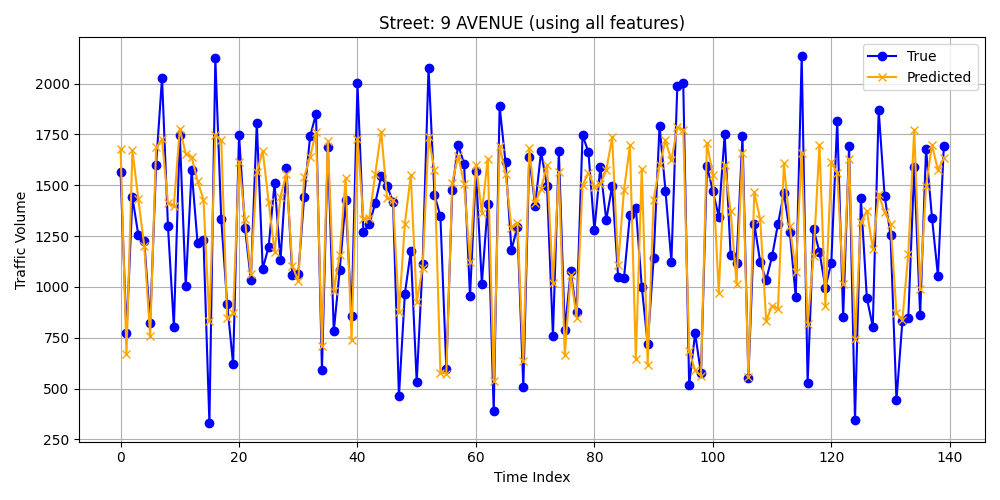 Street: 9 AVENUE (using all features)
True
Predicted
Traffic Volume
2000
1750
1500
1250
1000
750
500
250
0 20 40 60 80 100 120 140
Time Index